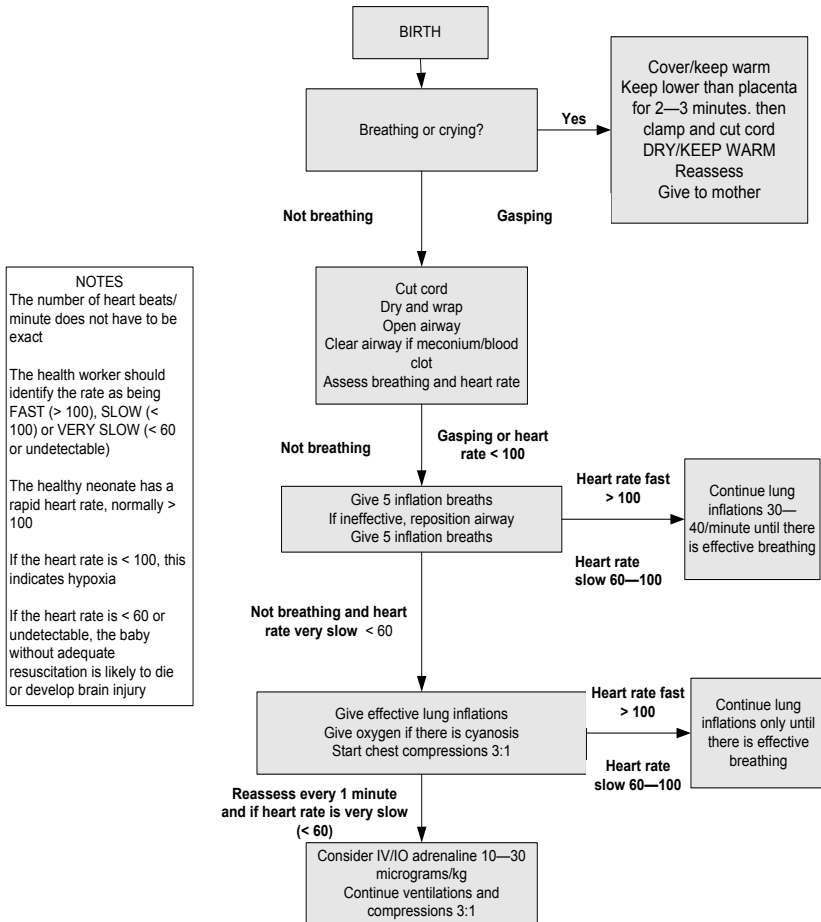 BIRTH
Breathing or crying?
Yes
Cover/keep warm
Keep lower than placenta
for 2—3 minutes. then
clamp and cut cord
DRY/KEEP WARM
Reassess
Give to mother
Not breathing
Gasping
NOTES
The number of heart beats/
minute does not have to be
exact
The health worker should
identify the rate as being
FAST (> 100), SLOW (<
100) or VERY SLOW (< 60
or undetectable)
The healthy neonate has a
rapid heart rate, normally >
100
If the heart rate is < 100, this
indicates hypoxia
If the heart rate is < 60 or
undetectable, the baby
without adequate
resuscitation is likely to die
or develop brain injury
Cut cord
Dry and wrap
Open airway
Clear airway if meconium/blood
clot
Assess breathing and heart rate
Not breathing
Gasping or heart
rate < 100
Give 5 inflation breaths
If ineffective, reposition airway
Give 5 inflation breaths
Heart rate fast
> 100
Heart rate
slow 60—100
Continue lung
inflations 30—
40/minute until there
is effective breathing
Not breathing and heart
rate very slow < 60
Give effective lung inflations
Give oxygen if there is cyanosis
Start chest compressions 3:1
Heart rate fast
> 100
Heart rate
slow 60—100
Continue lung
inflations only until
there is effective
breathing
Reassess every 1 minute
and if heart rate is very slow
(< 60)
Consider IV/IO adrenaline 10—30
micrograms/kg
Continue ventilations and
compressions 3:1